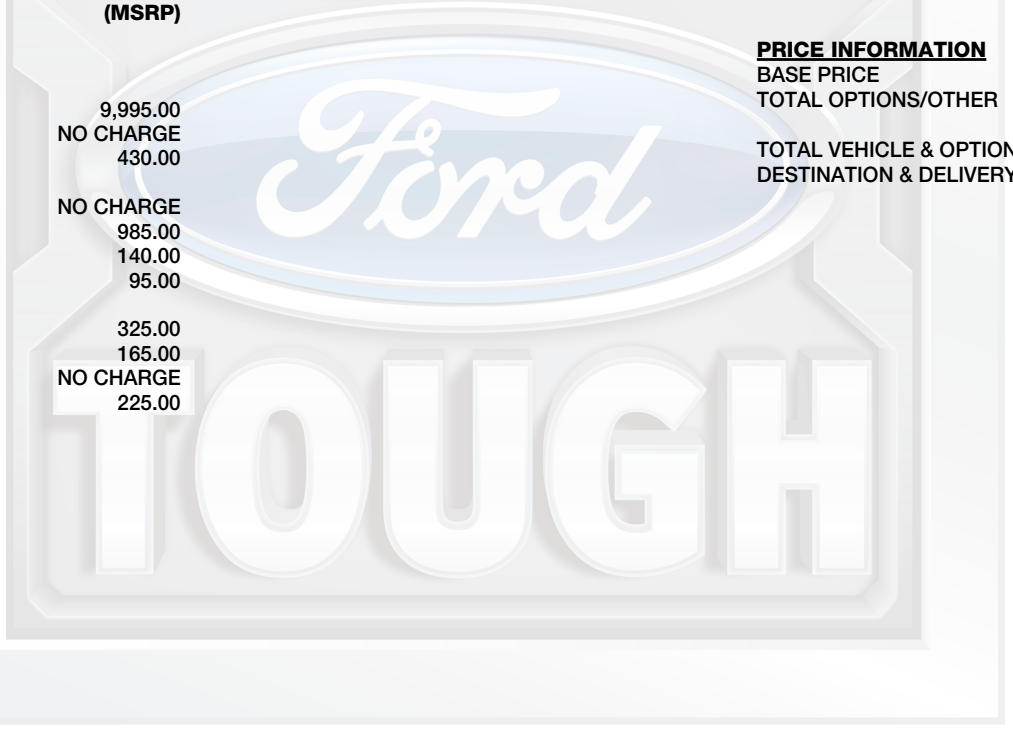 (MSRP)
9,995.00
NO CHARGE
430.00
NO CHARGE
985.00
140.00
95.00
325.00
165.00
NO CHARGE
225.00
PRICE INFORMATION
BASE PRICE
TOTAL OPTIONS/OTHER
TOTAL VEHICLE & OPTION
DESTINATION & DELIVERY
Ford
TOUGH